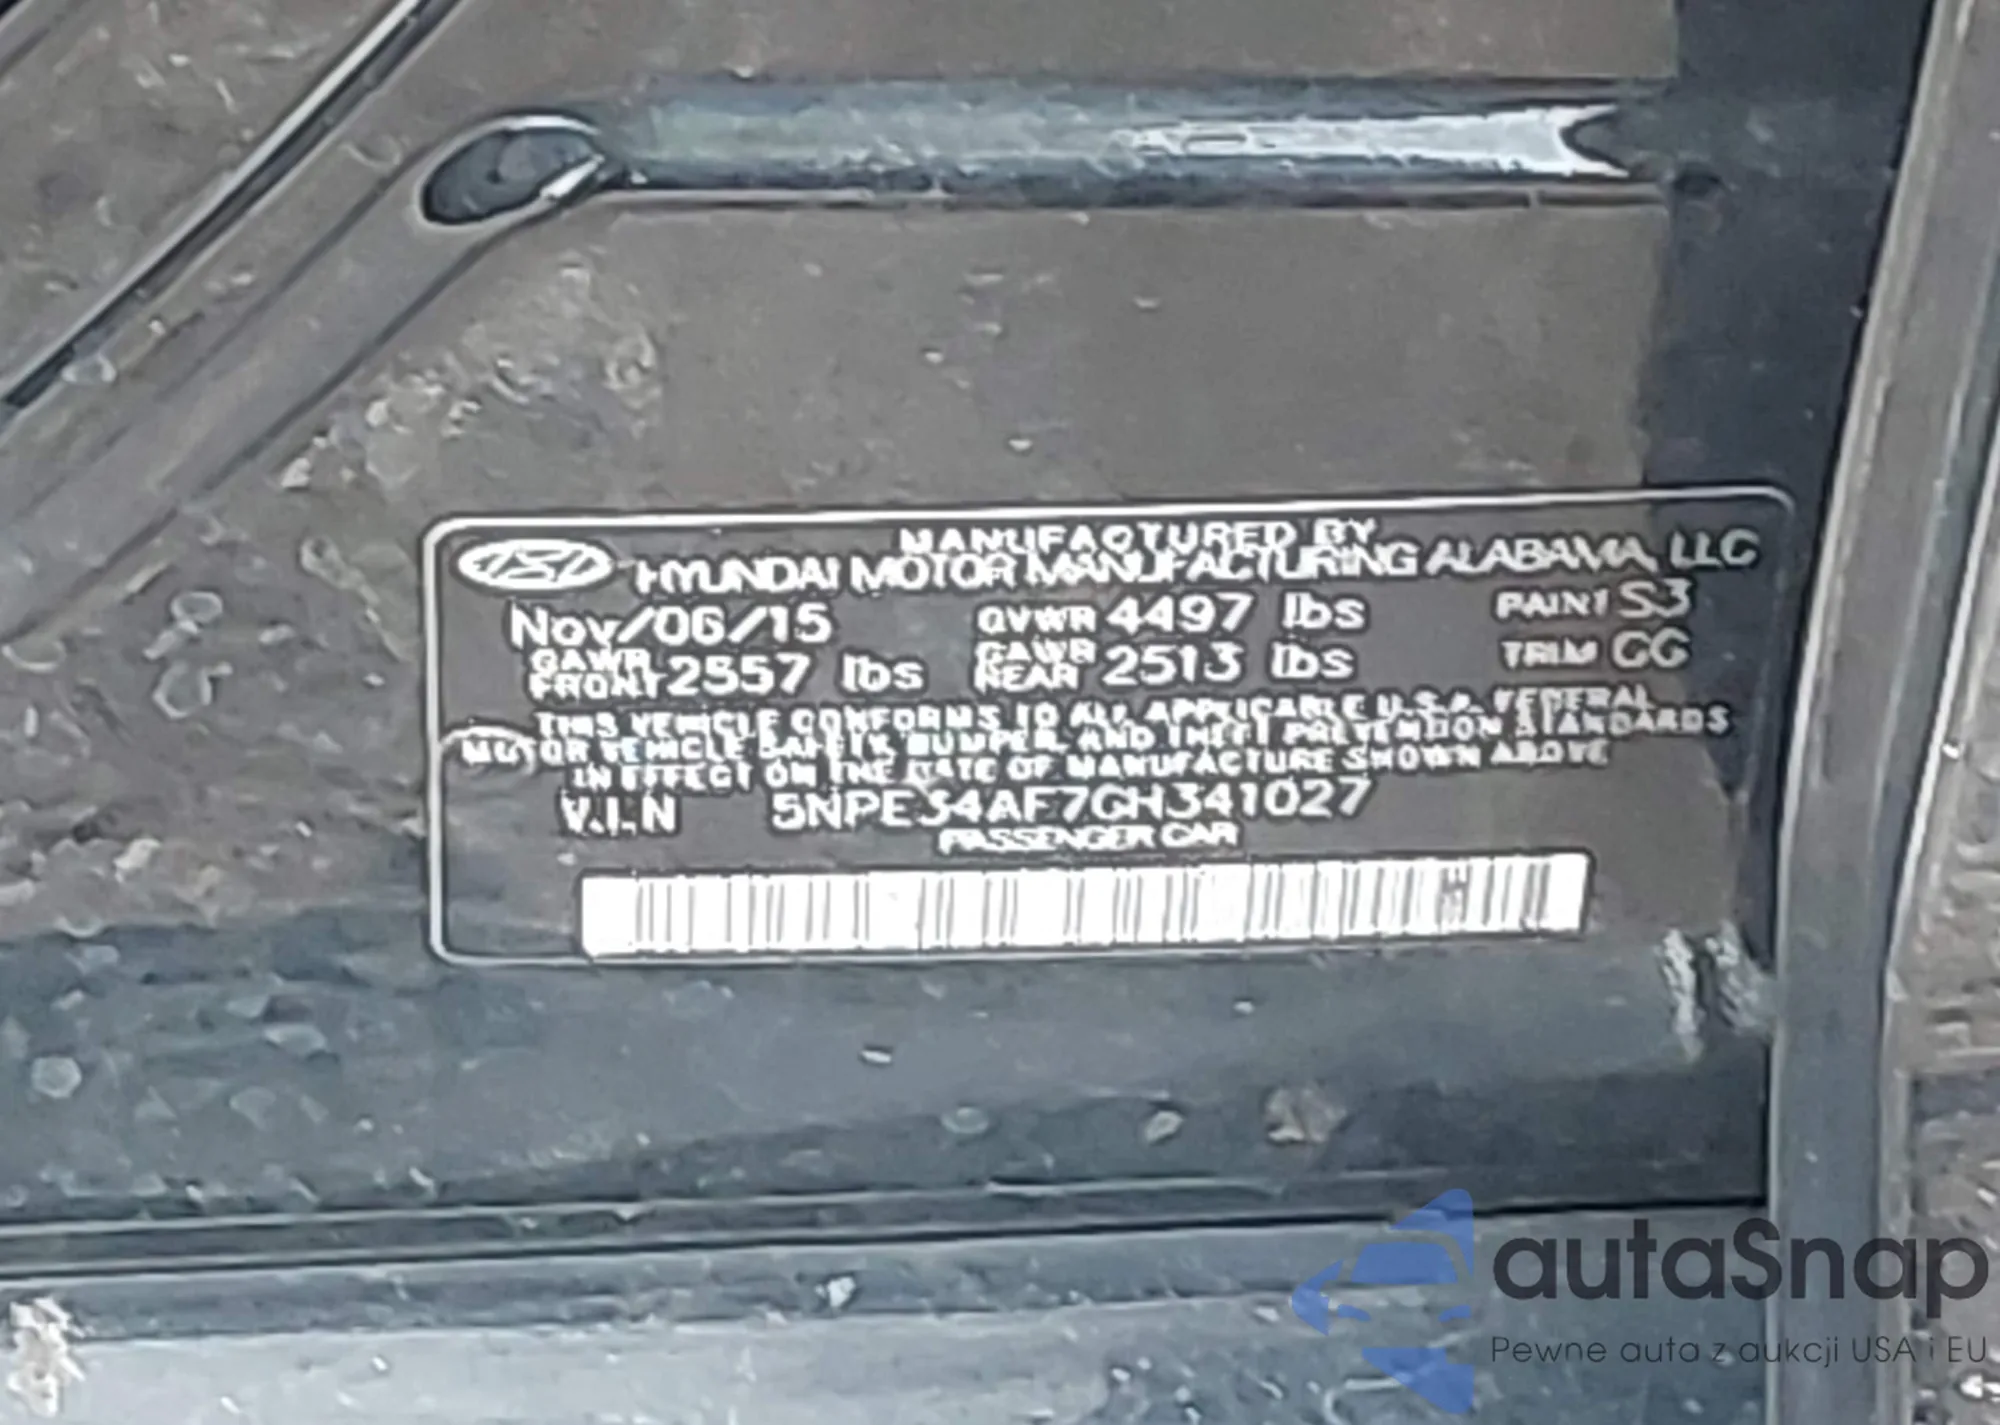 MANUFACTURED BY
HYUNDAI MOTOR MANUFACTURING ALABAMA, LLC
Nov/06/15 GVWR 4497 lbs PAINT S3
GAWR FRONT 2557 lbs GAWR REAR 2513 lbs TRIM GG
THIS VEHICLE CONFORMS TO ALL APPLICABLE U.S.A. FEDERAL
MOTOR VEHICLE SAFETY, BUMPER, AND THEFT PREVENTION STANDARDS
IN EFFECT ON THE DATE OF MANUFACTURE SHOWN ABOVE
V.I.N 5NPE34AF7GH341027
PASSENGER CAR
autaSnap
Pewne auta z aukcji USA i EU